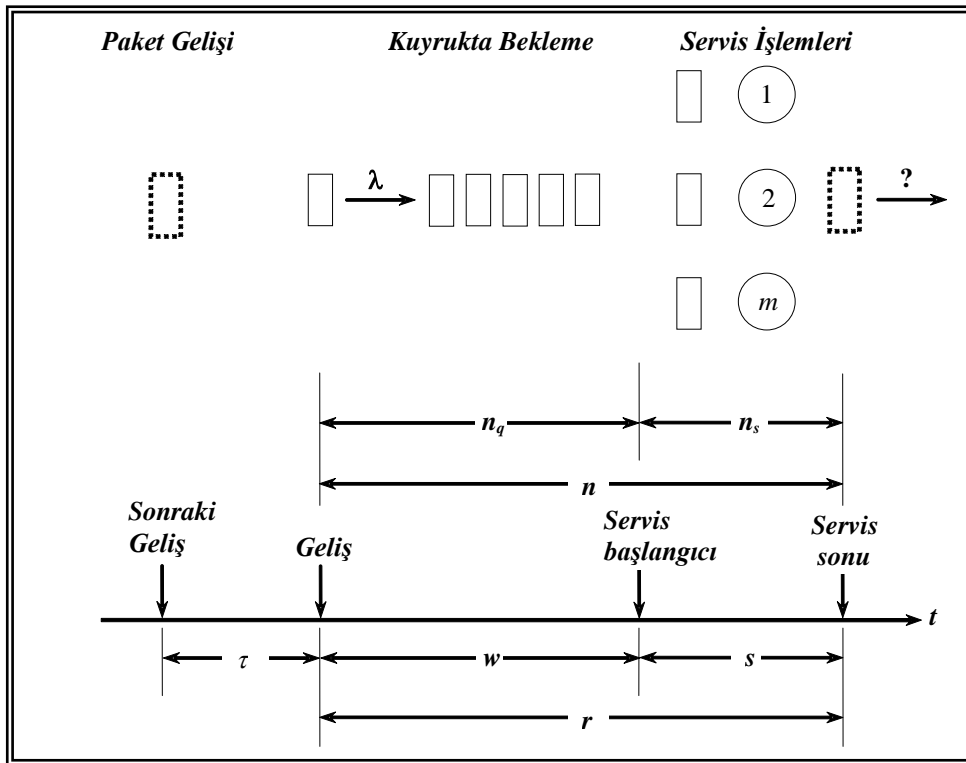 Paket Gelişi Kuyrukta Bekleme Servis İşlemleri
1
λ 2 ?
m
n_q n_s
n
Sonraki Geliş
Geliş
Servis başlangıcı
Servis sonu
t
τ w s
r